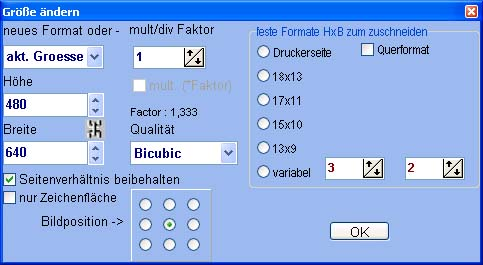 Größe ändern
neues Format oder -
mult/div Faktor
akt. Groesse
1
mult. (*Faktor)
Höhe
480
Factor : 1,333
Breite
Qualität
640
Bicubic
Seitenverhältnis beibehalten
nur Zeichenfläche
Bildposition ->
feste Formate HxB zum zuschneiden
Druckerseite
Querformat
18x13
17x11
15x10
13x9
variabel
3
2
OK